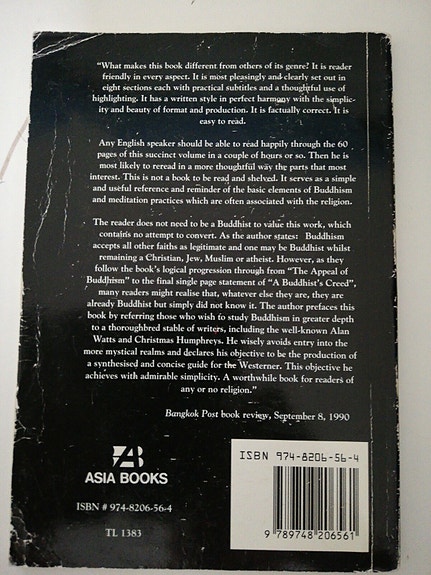 "What makes this book different from others of its genre? It is reader
friendly in every aspect. It is most pleasingly and clearly set out in
eight sections each with practical subtitles and a thoughtful use of
highlighting. It has a written style in perfect harmony with the simplic-
ity and beauty of format and production. It is factually correct. It is
easy to read.
Any English speaker should be able to read happily through the 60
pages of this succinct volume in a couple of hours or so. Then he is
most likely to reread in a more thoughtful way the parts that most
interest. This is not a book to be read and shelved. It serves as a simple
and useful reference and reminder of the basic elements of Buddhism
and meditation practices which are often associated with the religion.
The reader does not need to be a Buddhist to value this work, which
contains no attempt to convert. As the author states: Buddhism
accepts all other faiths as legitimate and one may be Buddhist whilst
remaining a Christian, Jew, Muslim or atheist. However, as they
follow the book's logical progression through from "The Appeal of
Buddhism" to the final single page statement of "A Buddhist's Creed",
many readers might realise that, whatever else they are, they are
already Buddhist but simply did not know it. The author prefaces this
book by referring those who wish to study Buddhism in greater depth
to a thoroughbred stable of writers, including the well-known Alan
Watts and Christmas Humphreys. He wisely avoids entry into the
more mystical realms and declares his objective to be the production of
a synthesised and concise guide for the Westerner. This objective he
achieves with admirable simplicity. A worthwhile book for readers of
any or no religion."
Bangkok Post book review, September 8, 1990
AB
ASIA BOOKS
ISBN # 974-8206-56-4
TL 1383
ISBN 974-8206-56-4
9 789748 206561